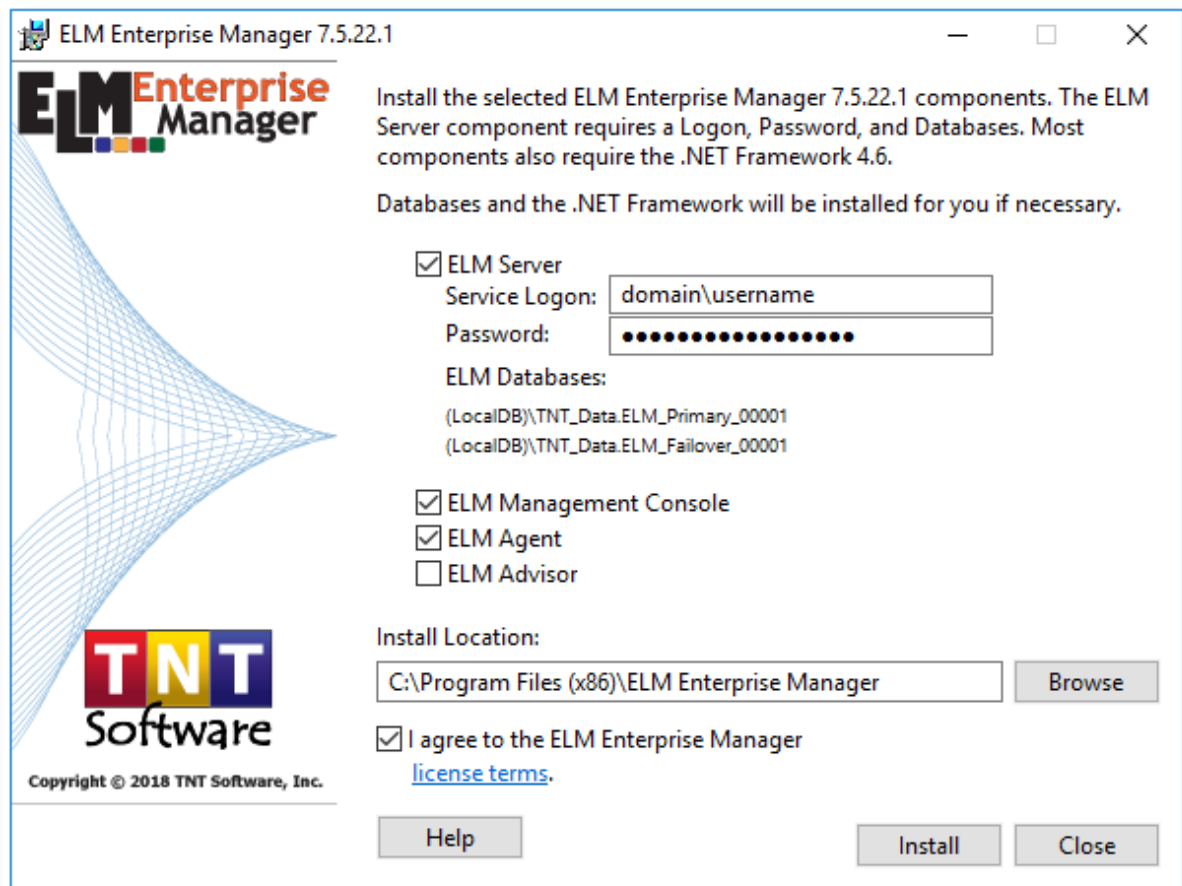 ELM Enterprise Manager 7.5.22.1
ELM Enterprise
Manager
Install the selected ELM Enterprise Manager 7.5.22.1 components. The ELM
Server component requires a Logon, Password, and Databases. Most
components also require the .NET Framework 4.6.
Databases and the .NET Framework will be installed for you if necessary.
ELM Server
Service Logon: domain\username
Password: ●●●●●●●●●●●●●●●●●
ELM Databases:
(LocalDB)\TNT_Data.ELM_Primary_00001
(LocalDB)\TNT_Data.ELM_Failover_00001
ELM Management Console
ELM Agent
ELM Advisor
TNT
Software
Copyright © 2018 TNT Software, Inc.
Install Location:
C:\Program Files (x86)\ELM Enterprise Manager Browse
I agree to the ELM Enterprise Manager
license terms.
Help Install Close